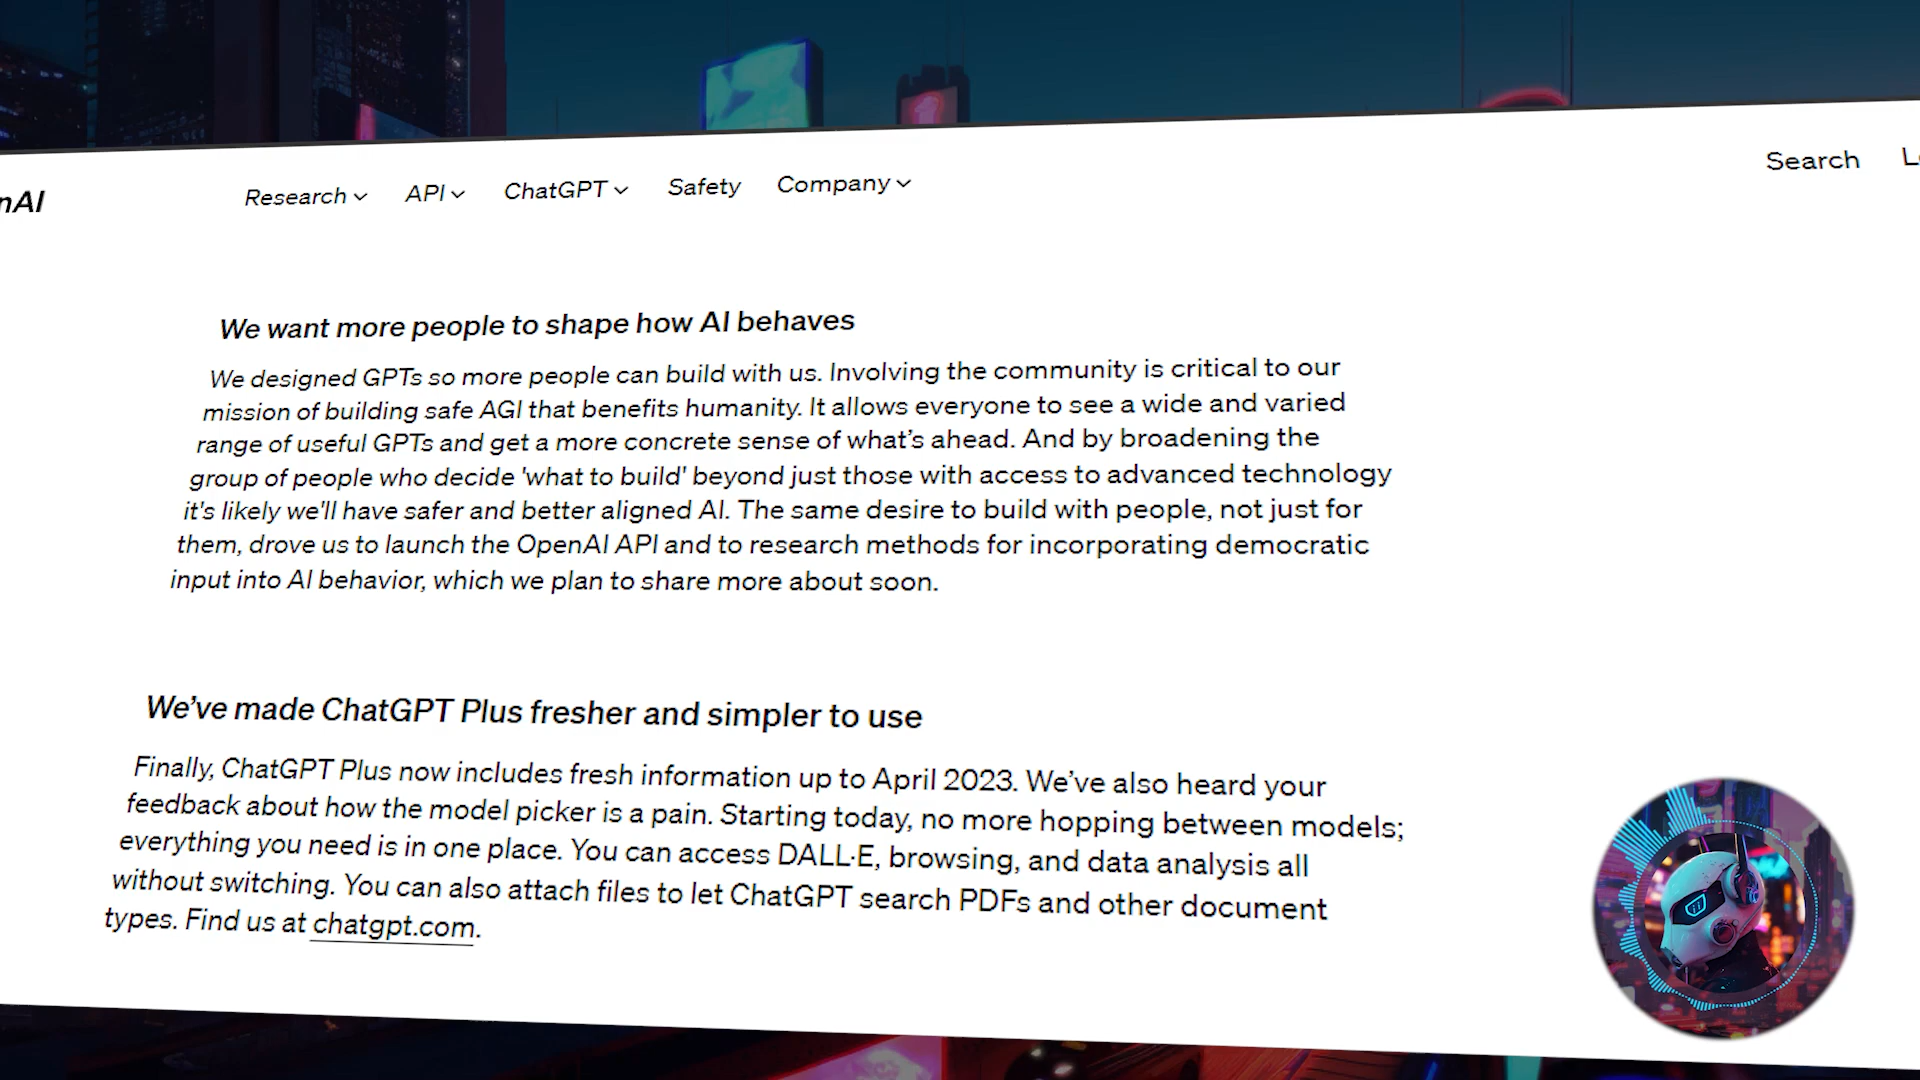 nAI
Research API ChatGPT Safety Company
Search
We want more people to shape how AI behaves
We designed GPTs so more people can build with us. Involving the community is critical to our
mission of building safe AGI that benefits humanity. It allows everyone to see a wide and varied
range of useful GPTs and get a more concrete sense of what’s ahead. And by broadening the
group of people who decide 'what to build' beyond just those with access to advanced technology
it's likely we'll have safer and better aligned AI. The same desire to build with people, not just for
them, drove us to launch the OpenAI API and to research methods for incorporating democratic
input into AI behavior, which we plan to share more about soon.
We’ve made ChatGPT Plus fresher and simpler to use
Finally, ChatGPT Plus now includes fresh information up to April 2023. We’ve also heard your
feedback about how the model picker is a pain. Starting today, no more hopping between models;
everything you need is in one place. You can access DALL·E, browsing, and data analysis all
without switching. You can also attach files to let ChatGPT search PDFs and other document
types. Find us at chatgpt.com.